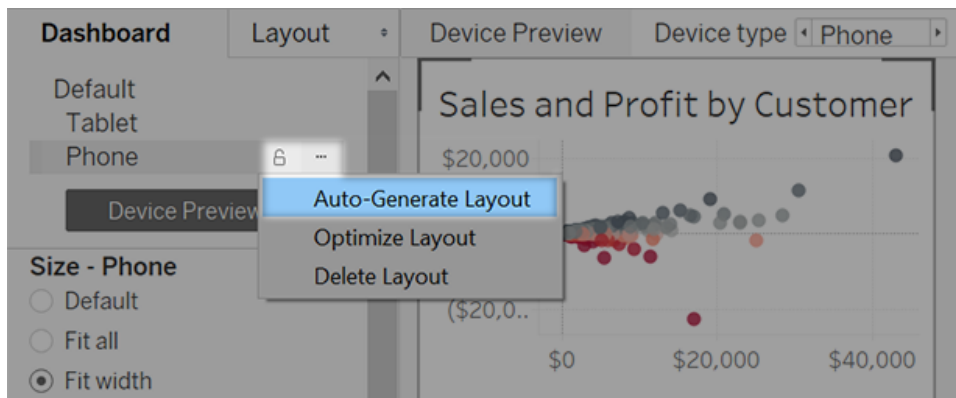 Dashboard Layout Device Preview Device type Phone
Default
Tablet
Phone
Device Preview
Auto-Generate Layout
Optimize Layout
Delete Layout
Size - Phone
Default
Fit all
Fit width
Sales and Profit by Customer
$20,000
($20,0..
$0 $20,000 $40,000